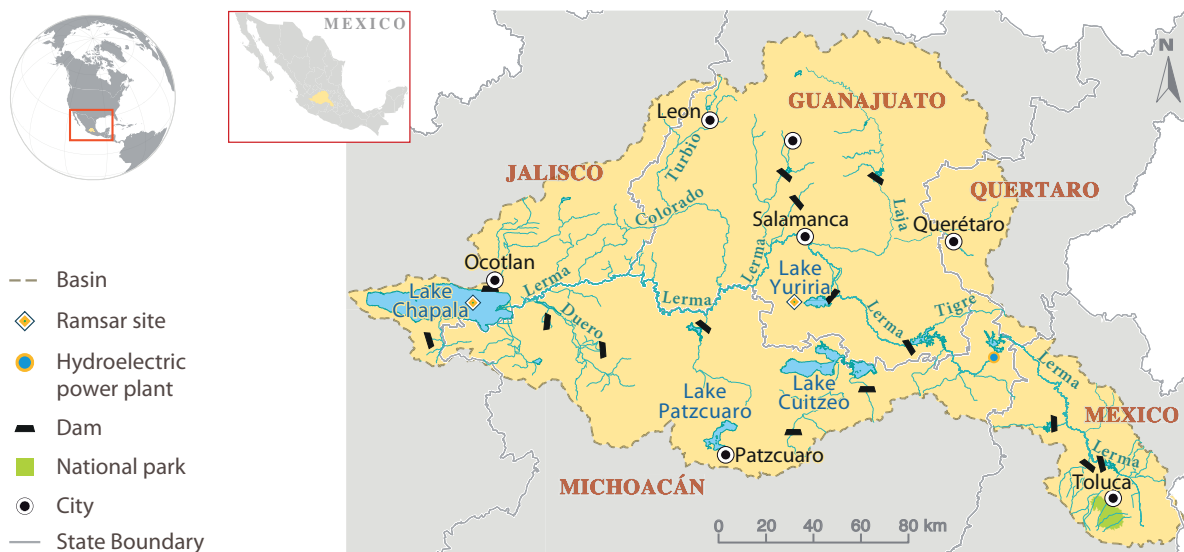 MEXICO
N
GUANAJUATO
Leon
Turbio
JALISCO
QUERTARO
Colorado
Laja
Salamanca
Querétaro
Lerma
Ocotlan
Lake
Yuriria
Lerma
Lake
Chapala
Lerma
Tigre
Duero
Lerma
Lerma
Lake
Patzcuaro
Lake
Cuitzeo
MEXICO
Patzcuaro
Lerma
Toluca
MICHOACÁN
0 20 40 60 80 km
Basin
Ramsar site
Hydroelectric
power plant
Dam
National park
City
State Boundary